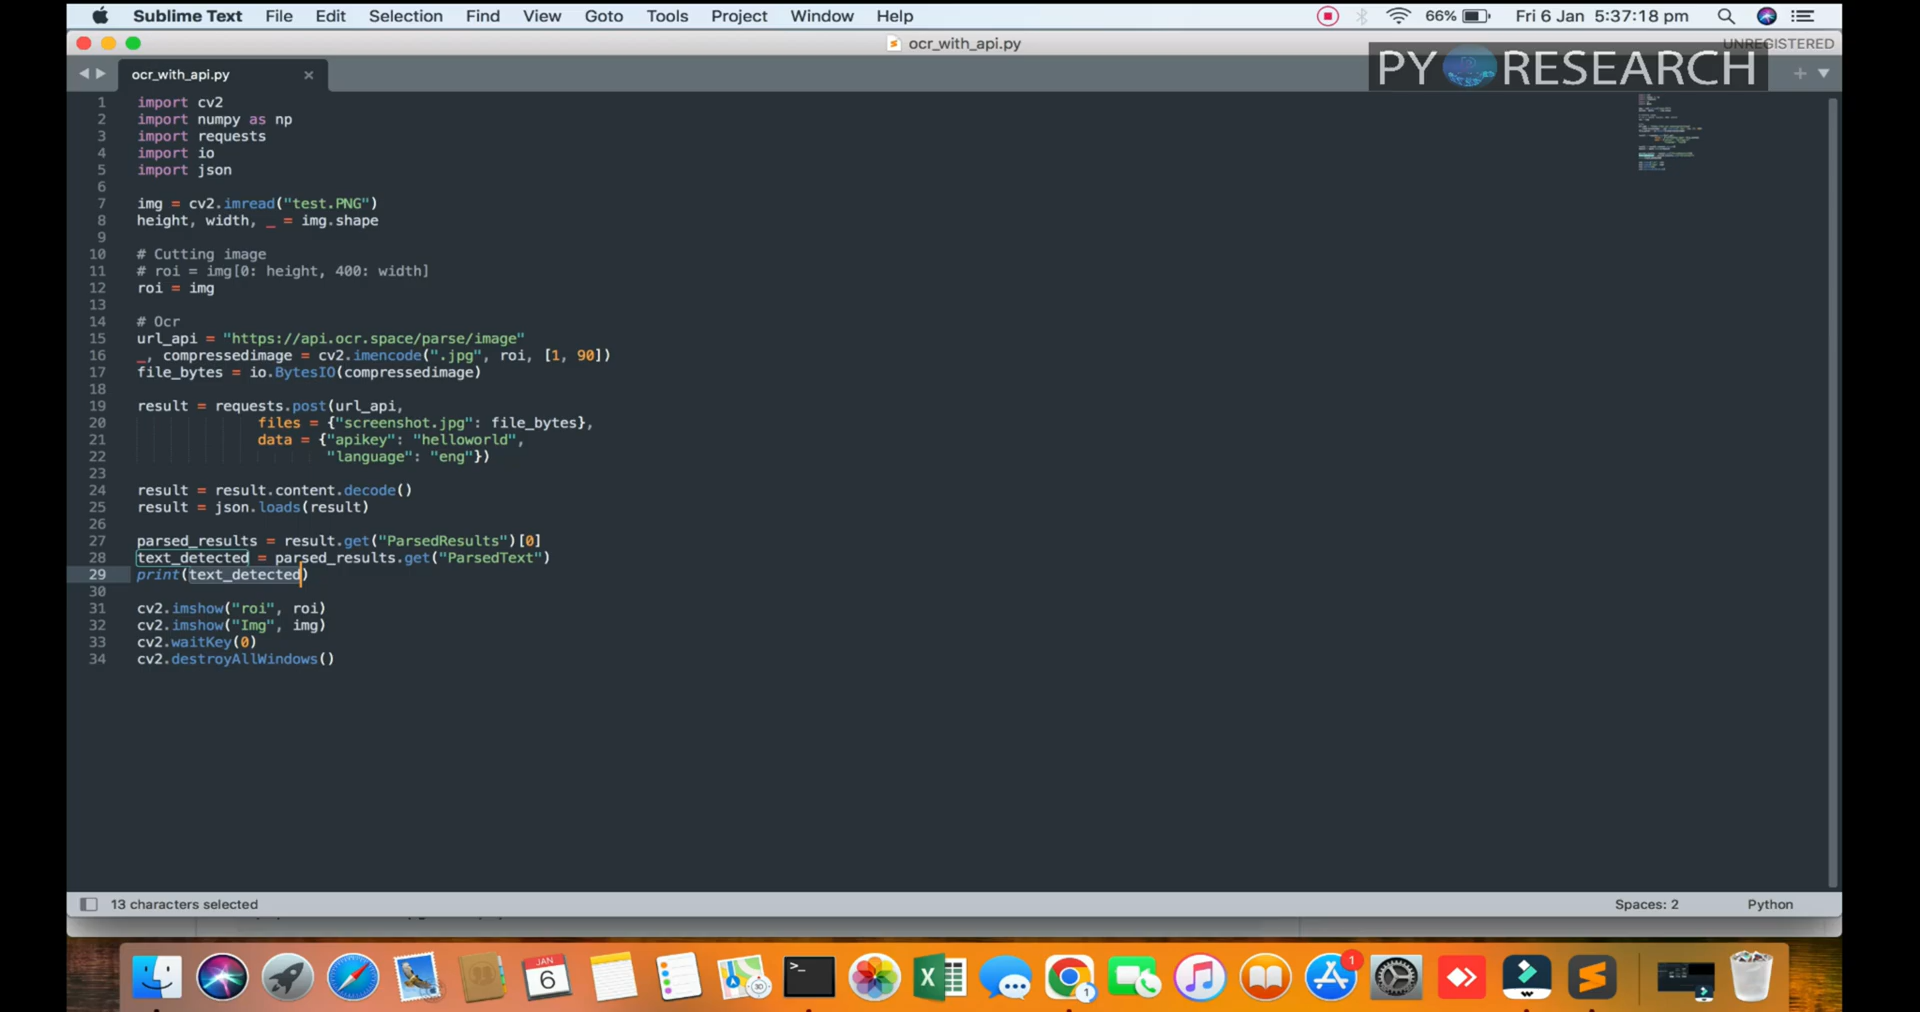 Sublime Text File Edit Selection Find View Goto Tools Project Window Help 66% Fri 6 Jan 5:37:18 pm
ocr_with_api.py
UNREGISTERED
PY RESEARCH
ocr_with_api.py
1 import cv2
2 import numpy as np
3 import requests
4 import io
5 import json
6
7 img = cv2.imread("test.PNG")
8 height, width, _ = img.shape
9
10 # Cutting image
11 # roi = img[0: height, 400: width]
12 roi = img
13
14 # Ocr
15 url_api = "https://api.ocr.space/parse/image"
16 _, compressedimage = cv2.imencode(".jpg", roi, [1, 90])
17 file_bytes = io.BytesIO(compressedimage)
18
19 result = requests.post(url_api,
20 files = {"screenshot.jpg": file_bytes},
21 data = {"apikey": "helloworld",
22 "language": "eng"})
23
24 result = result.content.decode()
25 result = json.loads(result)
26
27 parsed_results = result.get("ParsedResults")[0]
28 text_detected = parsed_results.get("ParsedText")
29 print(text_detected)
30
31 cv2.imshow("roi", roi)
32 cv2.imshow("Img", img)
33 cv2.waitKey(0)
34 cv2.destroyAllWindows()
13 characters selected
Spaces: 2 Python
JAN
6
1
1